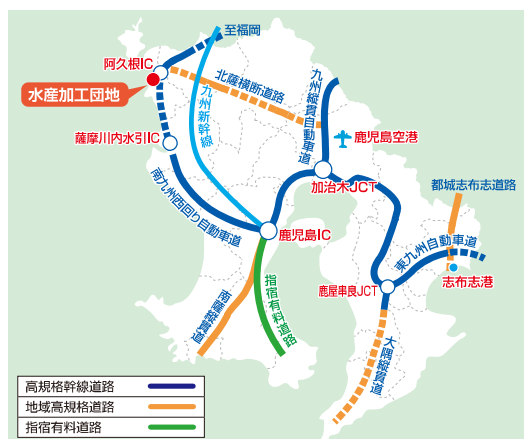 至福岡
阿久根IC
水産加工団地
北薩横断道路
九州新幹線
九州縦貫自動車道
鹿児島空港
薩摩川内水引IC
加治木JCT
都城志布志道路
南九州西回り自動車道
鹿児島IC
東九州自動車道
志布志港
鹿屋串良JCT
指宿有料道路
南薩縦貫道
大隅縦貫道
高規格幹線道路
地域高規格道路
指宿有料道路